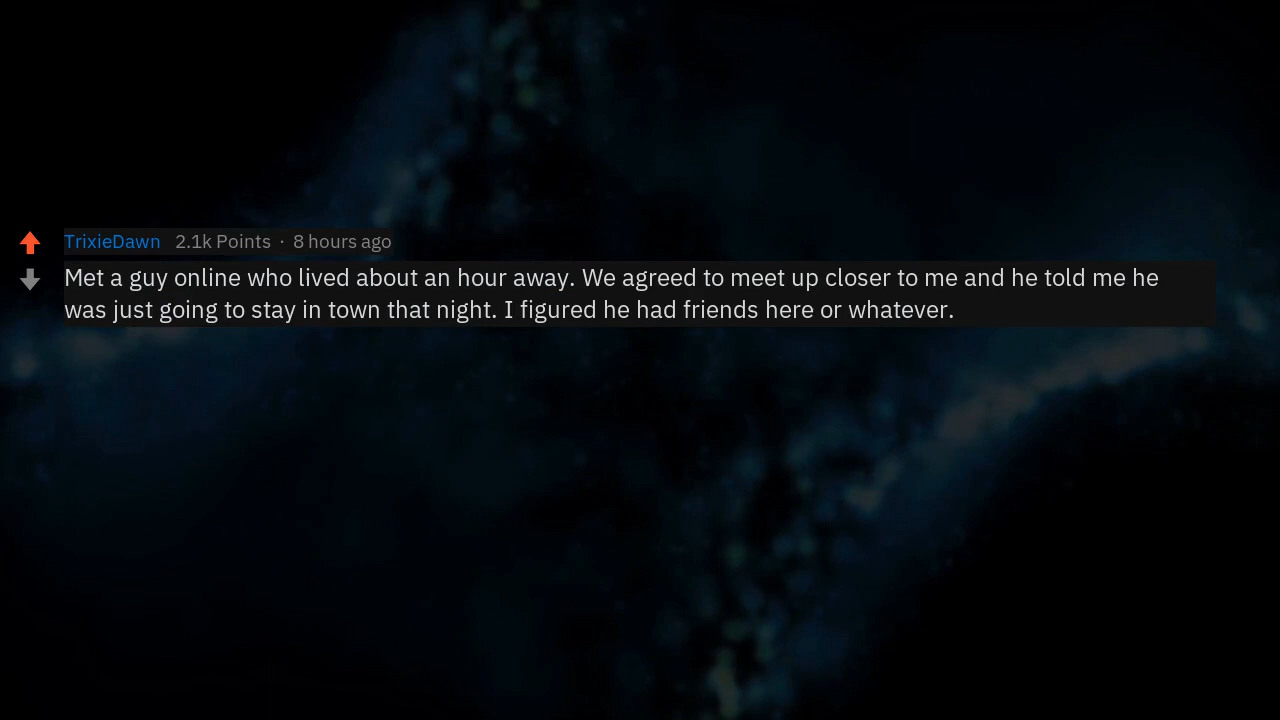 TrixieDawn 2.1k Points · 8 hours ago
Met a guy online who lived about an hour away. We agreed to meet up closer to me and he told me he
was just going to stay in town that night. I figured he had friends here or whatever.